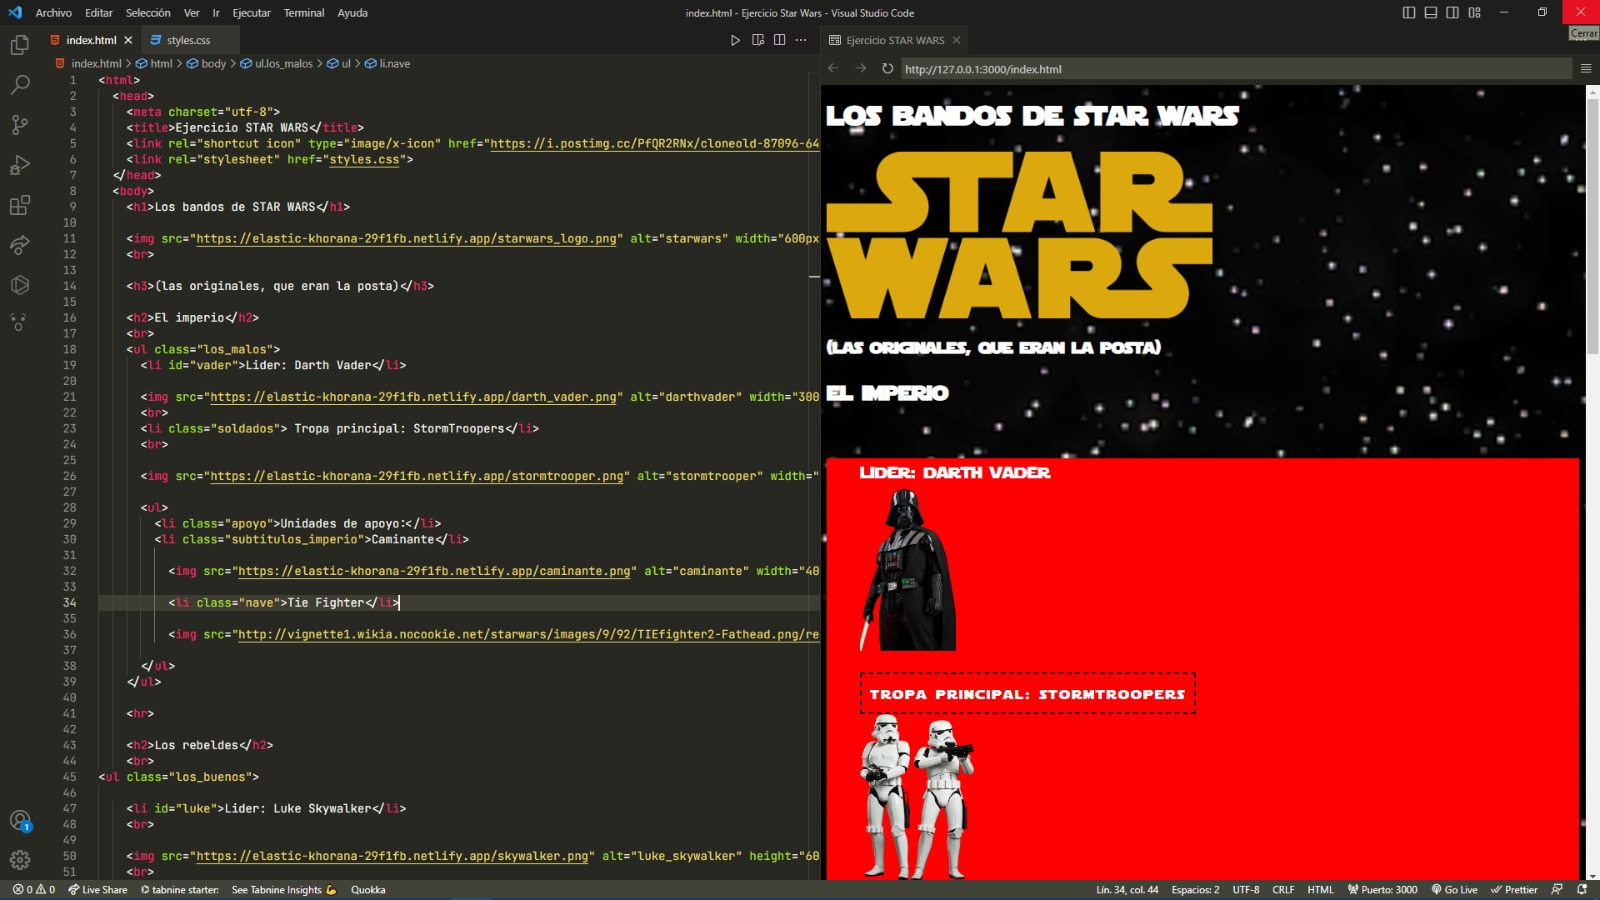 Archivo Editar Selección Ver Ir Ejecutar Terminal Ayuda
index.html - Ejercicio Star Wars - Visual Studio Code
Cerrar
index.html
styles.css
index.html > html > body > ul.los_malos > ul > li.nave
1 <html>
2 <head>
3 <meta charset="utf-8">
4 <title>Ejercicio STAR WARS</title>
5 <link rel="shortcut icon" type="image/x-icon" href="https://i.postimg.cc/PfQR2RNx/cloneold-87096-64
6 <link rel="stylesheet" href="styles.css">
7 </head>
8 <body>
9 <h1>Los bandos de STAR WARS</h1>
10
11 <img src="https://elastic-khorana-29f1fb.netlify.app/starwars_logo.png" alt="starwars" width="600px
12 <br>
13
14 <h3>(las originales, que eran la posta)</h3>
15
16 <h2>El imperio</h2>
17 <br>
18 <ul class="los_malos">
19 <li id="vader">Lider: Darth Vader</li>
20
21 <img src="https://elastic-khorana-29f1fb.netlify.app/darth_vader.png" alt="darthvader" width="300
22 <br>
23 <li class="soldados"> Tropa principal: StormTroopers</li>
24 <br>
25
26 <img src="https://elastic-khorana-29f1fb.netlify.app/stormtrooper.png" alt="stormtrooper" width="
27
28 <ul>
29 <li class="apoyo">Unidades de apoyo:</li>
30 <li class="subtitulos_imperio">Caminante</li>
31
32 <img src="https://elastic-khorana-29f1fb.netlify.app/caminante.png" alt="caminante" width="40
33
34 <li class="nave">Tie Fighter</li>
35
36 <img src="http://vignette1.wikia.nocookie.net/starwars/images/9/92/TIEfighter2-Fathead.png/re
37
38 </ul>
39 </ul>
40
41 <hr>
42
43 <h2>Los rebeldes</h2>
44 <br>
45 <ul class="los_buenos">
46
47 <li id="luke">Lider: Luke Skywalker</li>
48 <br>
49
50 <img src="https://elastic-khorana-29f1fb.netlify.app/skywalker.png" alt="luke_skywalker" height="60
51 <br>
Ejercicio STAR WARS
http://127.0.0.1:3000/index.html
LOS BANDOS DE STAR WARS
STAR
WARS
(LAS ORIGINALES, QUE ERAN LA POSTA)
EL IMPERIO
LIDER: DARTH VADER
TROPA PRINCIPAL: STORMTROOPERS
1
0 0 Live Share tabnine starter: See Tabnine Insights Quokka
Lín. 34, col. 44 Espacios: 2 UTF-8 CRLF HTML Puerto: 3000 Go Live Prettier